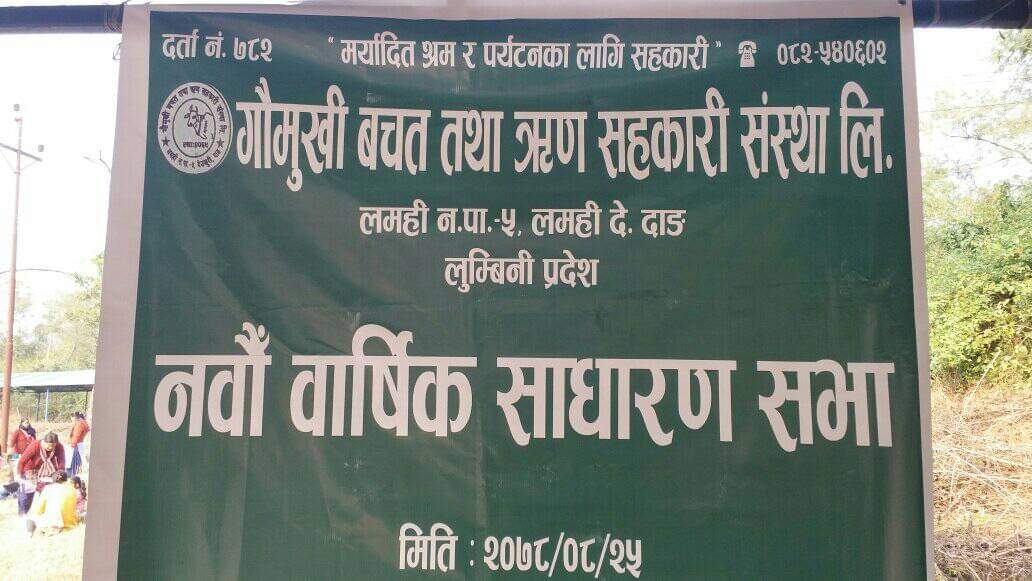 दर्ता नं. ७८२ " मर्यादित श्रम र पर्यटनका लागि सहकारी " ☎ ०८२-५४०६०२
गौमुखी बचत तथा ऋण सहकारी संस्था लि.
लमही न.पा.-५, लमही दे. दाङ
लुम्बिनी प्रदेश
नवौं वार्षिक साधारण सभा
मिति : २०७८/०८/२५